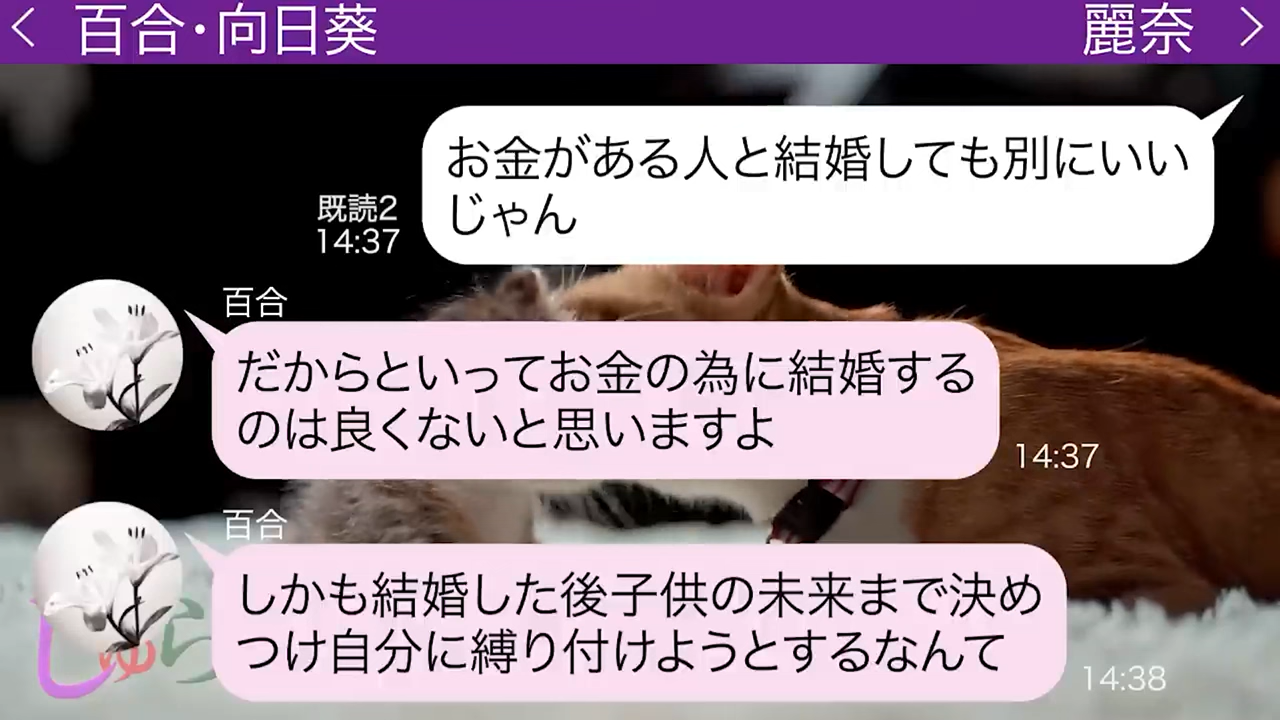 百合・向日葵
麗奈
お金がある人と結婚しても別にいい
じゃん
既読2
14:37
百合
だからといってお金の為に結婚する
のは良くないと思いますよ
14:37
百合
しかも結婚した後子供の未来まで決め
つけ自分に縛り付けようとするなんて
14:38
しゅら